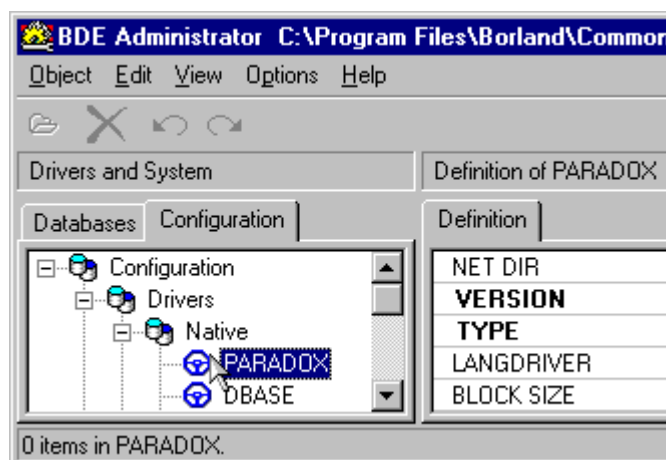 BDE Administrator C:\Program Files\Borland\Common
Object Edit View Options Help
Drivers and System
Definition of PARADOX
Databases Configuration
Definition
Configuration
Drivers
Native
PARADOX
DBASE
NET DIR
VERSION
TYPE
LANGDRIVER
BLOCK SIZE
0 items in PARADOX.